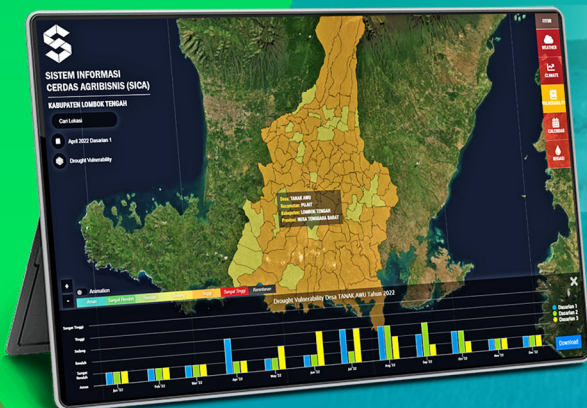 SISTEM INFORMASI
CERDAS AGRIBISNIS (SICA)
KABUPATEN LOMBOK TENGAH
Cari Lokasi
April 2022 Dasarian 1
Drought Vulnerability
FITUR
WEATHER
CLIMATE
VULNERABILITY
CALENDAR
IRIGASI
Desa: TANAK AWU
Kecamatan: PUJUT
Kabupaten: LOMBOK TENGAH
Provinsi: NUSA TENGGARA BARAT
+
-
Animation
Aman
Sangat Rendah
Sangat Tinggi
Drought Vulnerability Desa TANAK AWU Tahun 2022
Sangat Tinggi
Tinggi
Sedang
Rendah
Sangat Rendah
Aman
Jan '22
Feb '22
Mar '22
Apr '22
May '22
Jun '22
Jul '22
Aug '22
Sep '22
Oct '22
Nov '22
Dec '22
Dasarian 1
Dasarian 2
Dasarian 3
Download